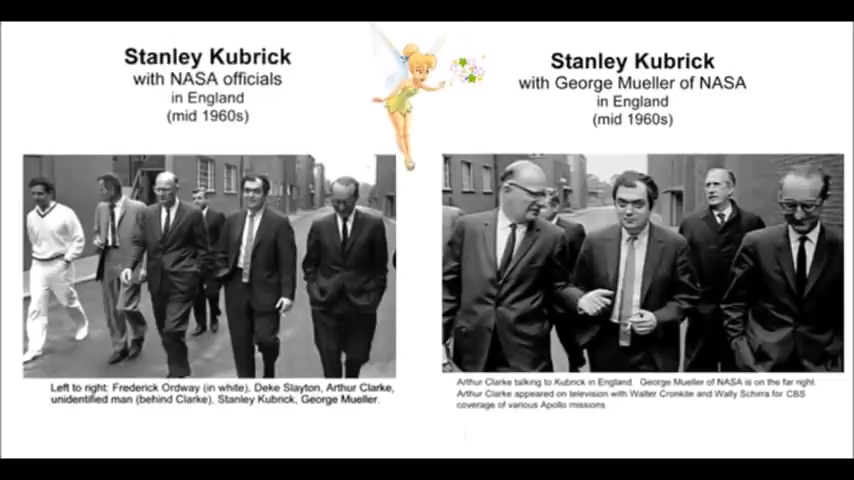 Stanley Kubrick
with NASA officials
in England
(mid 1960s)
Left to right: Frederick Ordway (in white), Deke Slayton, Arthur Clarke,
unidentified man (behind Clarke), Stanley Kubrick, George Mueller.
Stanley Kubrick
with George Mueller of NASA
in England
(mid 1960s)
Arthur Clarke talking to Kubrick in England. George Mueller of NASA is on the far right.
Arthur Clarke appeared on television with Walter Cronkite and Wally Schirra for CBS
coverage of various Apollo missions